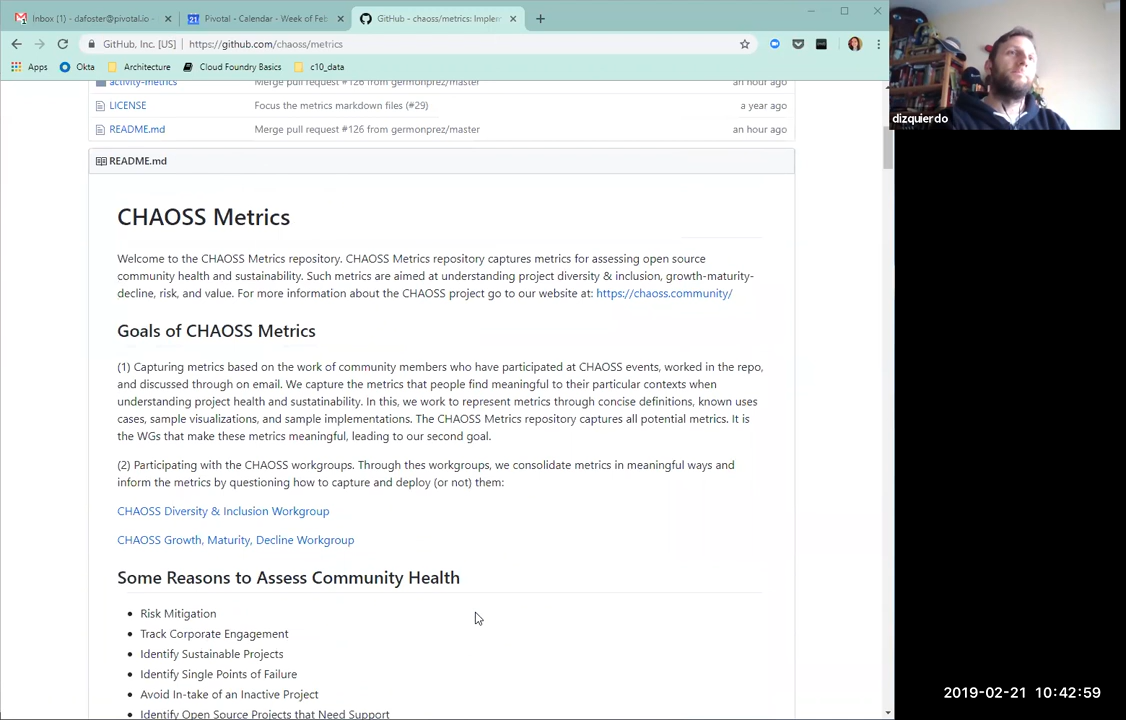 Inbox (1) - dafoster@pivotal.io -
Pivotal - Calendar - Week of Feb
GitHub - chaoss/metrics: Implem
GitHub, Inc. [US]
https://github.com/chaoss/metrics
Apps
Okta
Architecture
Cloud Foundry Basics
c10_data
activity-metrics
Merge pull request #126 from germonprez/master
an hour ago
LICENSE
Focus the metrics markdown files (#29)
a year ago
README.md
Merge pull request #126 from germonprez/master
an hour ago
README.md
CHAOSS Metrics
Welcome to the CHAOSS Metrics repository. CHAOSS Metrics repository captures metrics for assessing open source
community health and sustainability. Such metrics are aimed at understanding project diversity & inclusion, growth-maturity-
decline, risk, and value. For more information about the CHAOSS project go to our website at: https://chaoss.community/
Goals of CHAOSS Metrics
(1) Capturing metrics based on the work of community members who have participated at CHAOSS events, worked in the repo,
and discussed through on email. We capture the metrics that people find meaningful to their particular contexts when
understanding project health and sustatinability. In this, we work to represent metrics through concise definitions, known uses
cases, sample visualizations, and sample implementations. The CHAOSS Metrics repository captures all potential metrics. It is
the WGs that make these metrics meaningful, leading to our second goal.
(2) Participating with the CHAOSS workgroups. Through thes workgroups, we consolidate metrics in meaningful ways and
inform the metrics by questioning how to capture and deploy (or not) them:
CHAOSS Diversity & Inclusion Workgroup
CHAOSS Growth, Maturity, Decline Workgroup
Some Reasons to Assess Community Health
Risk Mitigation
Track Corporate Engagement
Identify Sustainable Projects
Identify Single Points of Failure
Avoid In-take of an Inactive Project
Identify Open Source Projects that Need Support
dizquierdo
2019-02-21 10:42:59